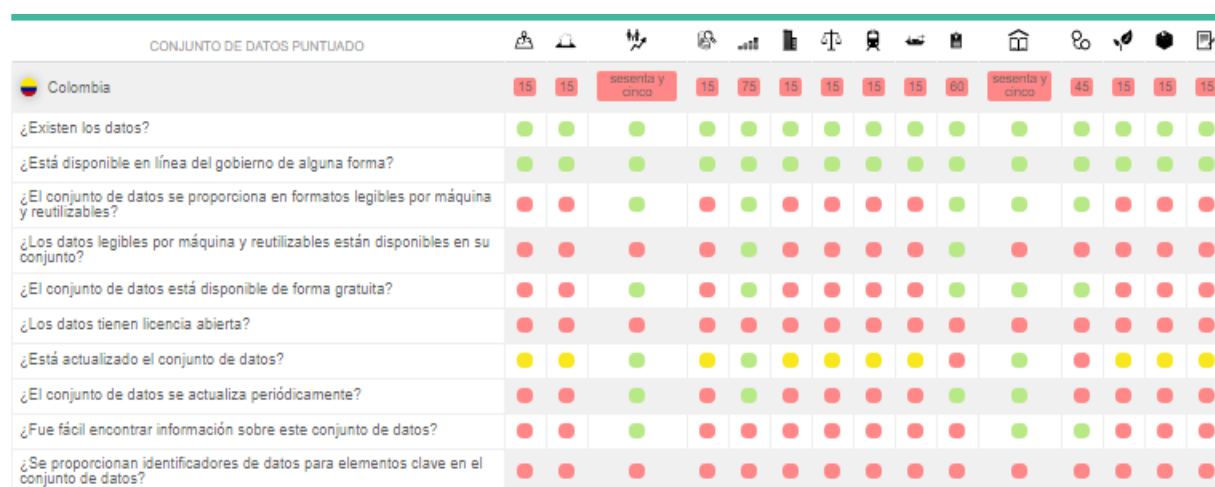 CONJUNTO DE DATOS PUNTUADO
Colombia 15 15 sesenta y cinco 15 75 15 15 15 15 60 sesenta y cinco 45 15 15 15
¿Existen los datos?
¿Está disponible en línea del gobierno de alguna forma?
¿El conjunto de datos se proporciona en formatos legibles por máquina
y reutilizables?
¿Los datos legibles por máquina y reutilizables están disponibles en su
conjunto?
¿El conjunto de datos está disponible de forma gratuita?
¿Los datos tienen licencia abierta?
¿Está actualizado el conjunto de datos?
¿El conjunto de datos se actualiza periódicamente?
¿Fue fácil encontrar información sobre este conjunto de datos?
¿Se proporcionan identificadores de datos para elementos clave en el
conjunto de datos?